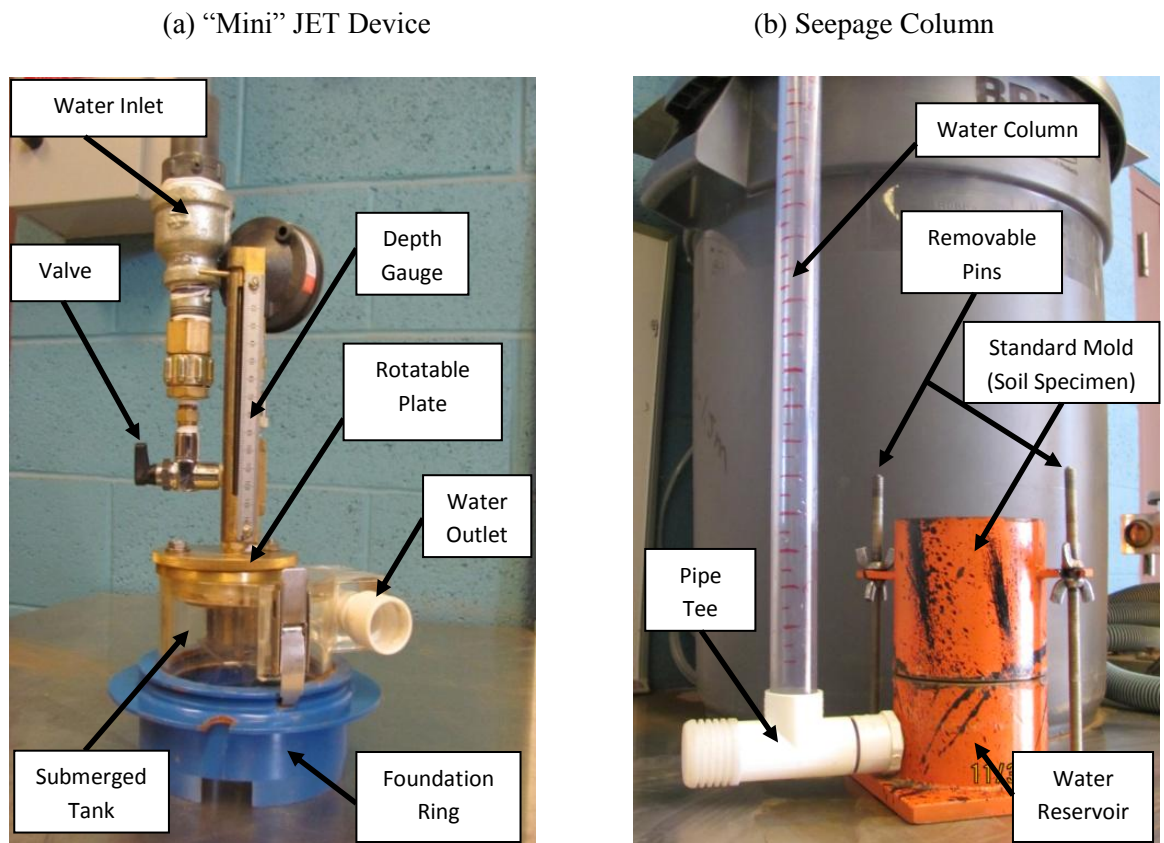 (a) “Mini” JET Device
(b) Seepage Column
Water Inlet
Valve
Depth
Gauge
Rotatable
Plate
Water
Outlet
Submerged
Tank
Foundation
Ring
Water Column
Removable
Pins
Standard Mold
(Soil Specimen)
Pipe
Tee
Water
Reservoir